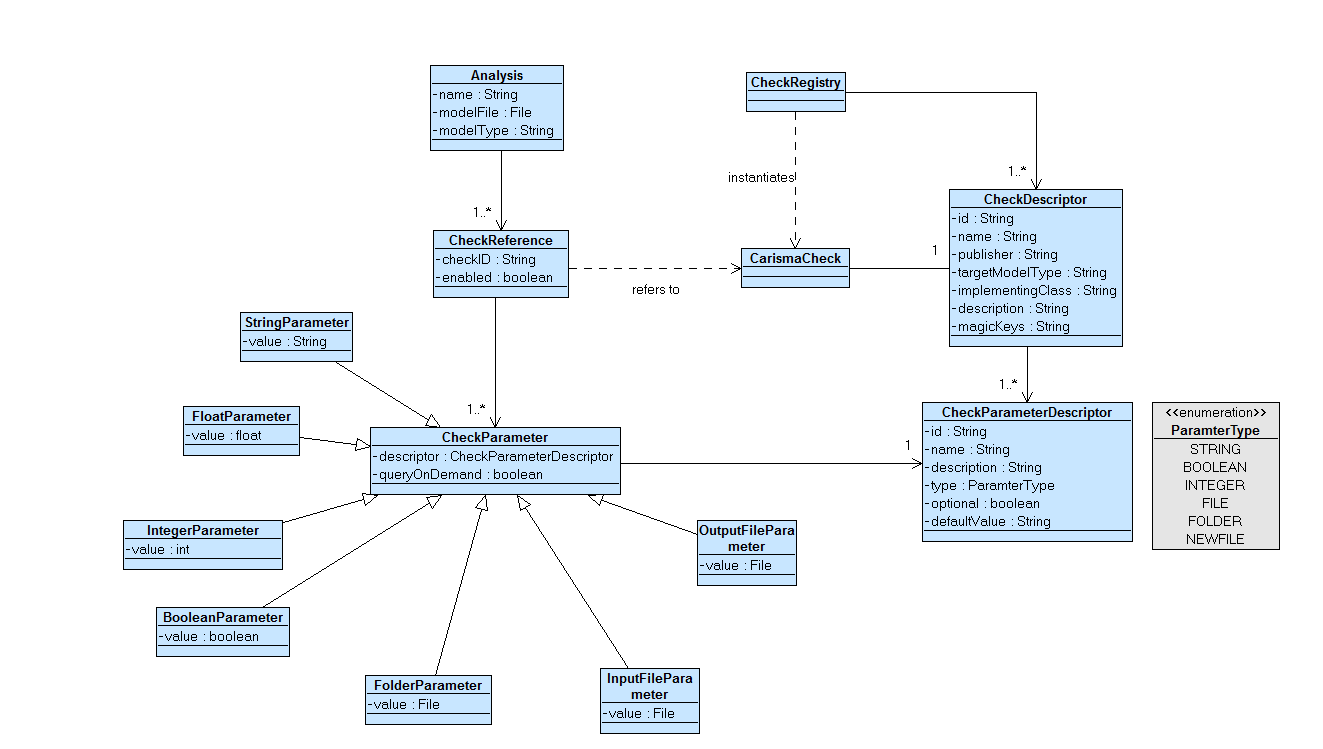 Analysis
-name : String
-modelFile : File
-modelType : String
CheckRegistry
instantiates
1..*
1..*
CheckReference
-checkID : String
-enabled : boolean
refers to
CarismaCheck
1
CheckDescriptor
-id : String
-name : String
-publisher : String
-targetModelType : String
-implementingClass : String
-description : String
-magicKeys : String
StringParameter
-value : String
FloatParameter
-value : float
1..*
CheckParameter
-descriptor : CheckParameterDescriptor
-queryOnDemand : boolean
1
1..*
CheckParameterDescriptor
-id : String
-name : String
-description : String
-type : ParamterType
-optional : boolean
-defaultValue : String
<<enumeration>>
ParamterType
STRING
BOOLEAN
INTEGER
FILE
FOLDER
NEWFILE
IntegerParameter
-value : int
BooleanParameter
-value : boolean
FolderParameter
-value : File
InputFilePara
meter
-value : File
OutputFilePara
meter
-value : File